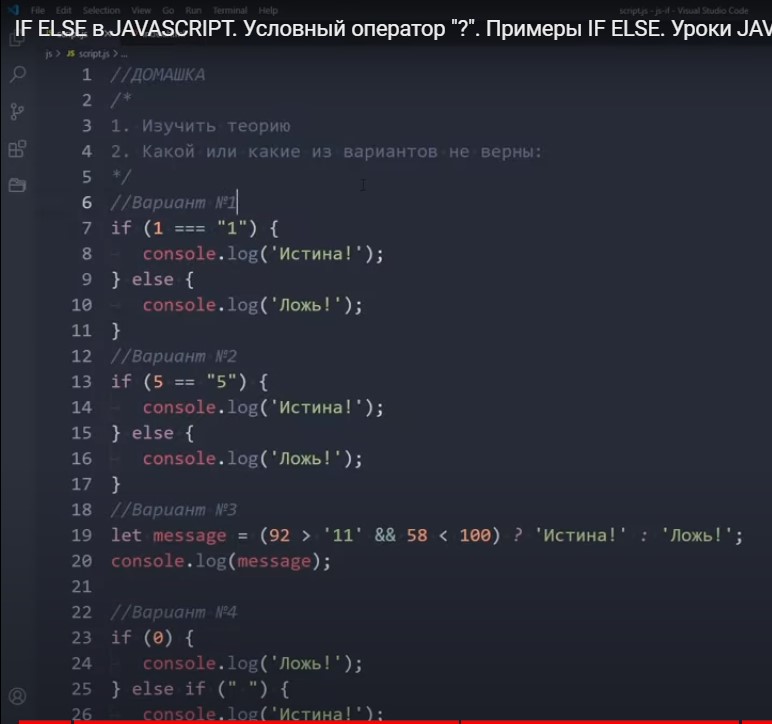 File Edit Selection View Go Run Terminal Help script.js - js-if - Visual Studio Code
IF ELSE в JAVASCRIPT. Условный оператор "?". Примеры IF ELSE. Уроки JAV
js > JS script.js > ...
1 //ДОМАШКА
2 /*
3 1. Изучить теорию
4 2. Какой или какие из вариантов не верны:
5 */
6 //Вариант №1
7 if (1 === "1") {
8 console.log('Истина!');
9 } else {
10 console.log('Ложь!');
11 }
12 //Вариант №2
13 if (5 == "5") {
14 console.log('Истина!');
15 } else {
16 console.log('Ложь!');
17 }
18 //Вариант №3
19 let message = (92 > '11' && 58 < 100) ? 'Истина!' : 'Ложь!';
20 console.log(message);
21
22 //Вариант №4
23 if (0) {
24 console.log('Ложь!');
25 } else if (" ") {
26 console.log('Истина!');